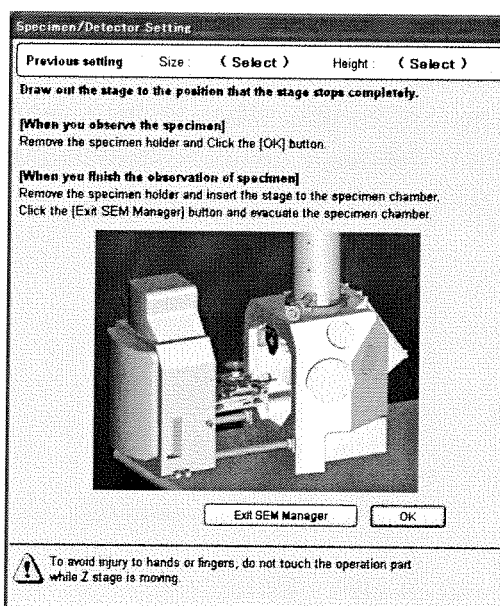 Specimen/Detector Setting
Previous setting Size : ( Select ) Height : ( Select )
Draw out the stage to the position that the stage stops completely.
[When you observe the specimen]
Remove the specimen holder and Click the [OK] button.
[When you finish the observation of specimen]
Remove the specimen holder and insert the stage to the specimen chamber.
Click the [Exit SEM Manager] button and evacuate the specimen chamber.
Exit SEM Manager OK
To avoid injury to hands or fingers, do not touch the operation part
while Z stage is moving.